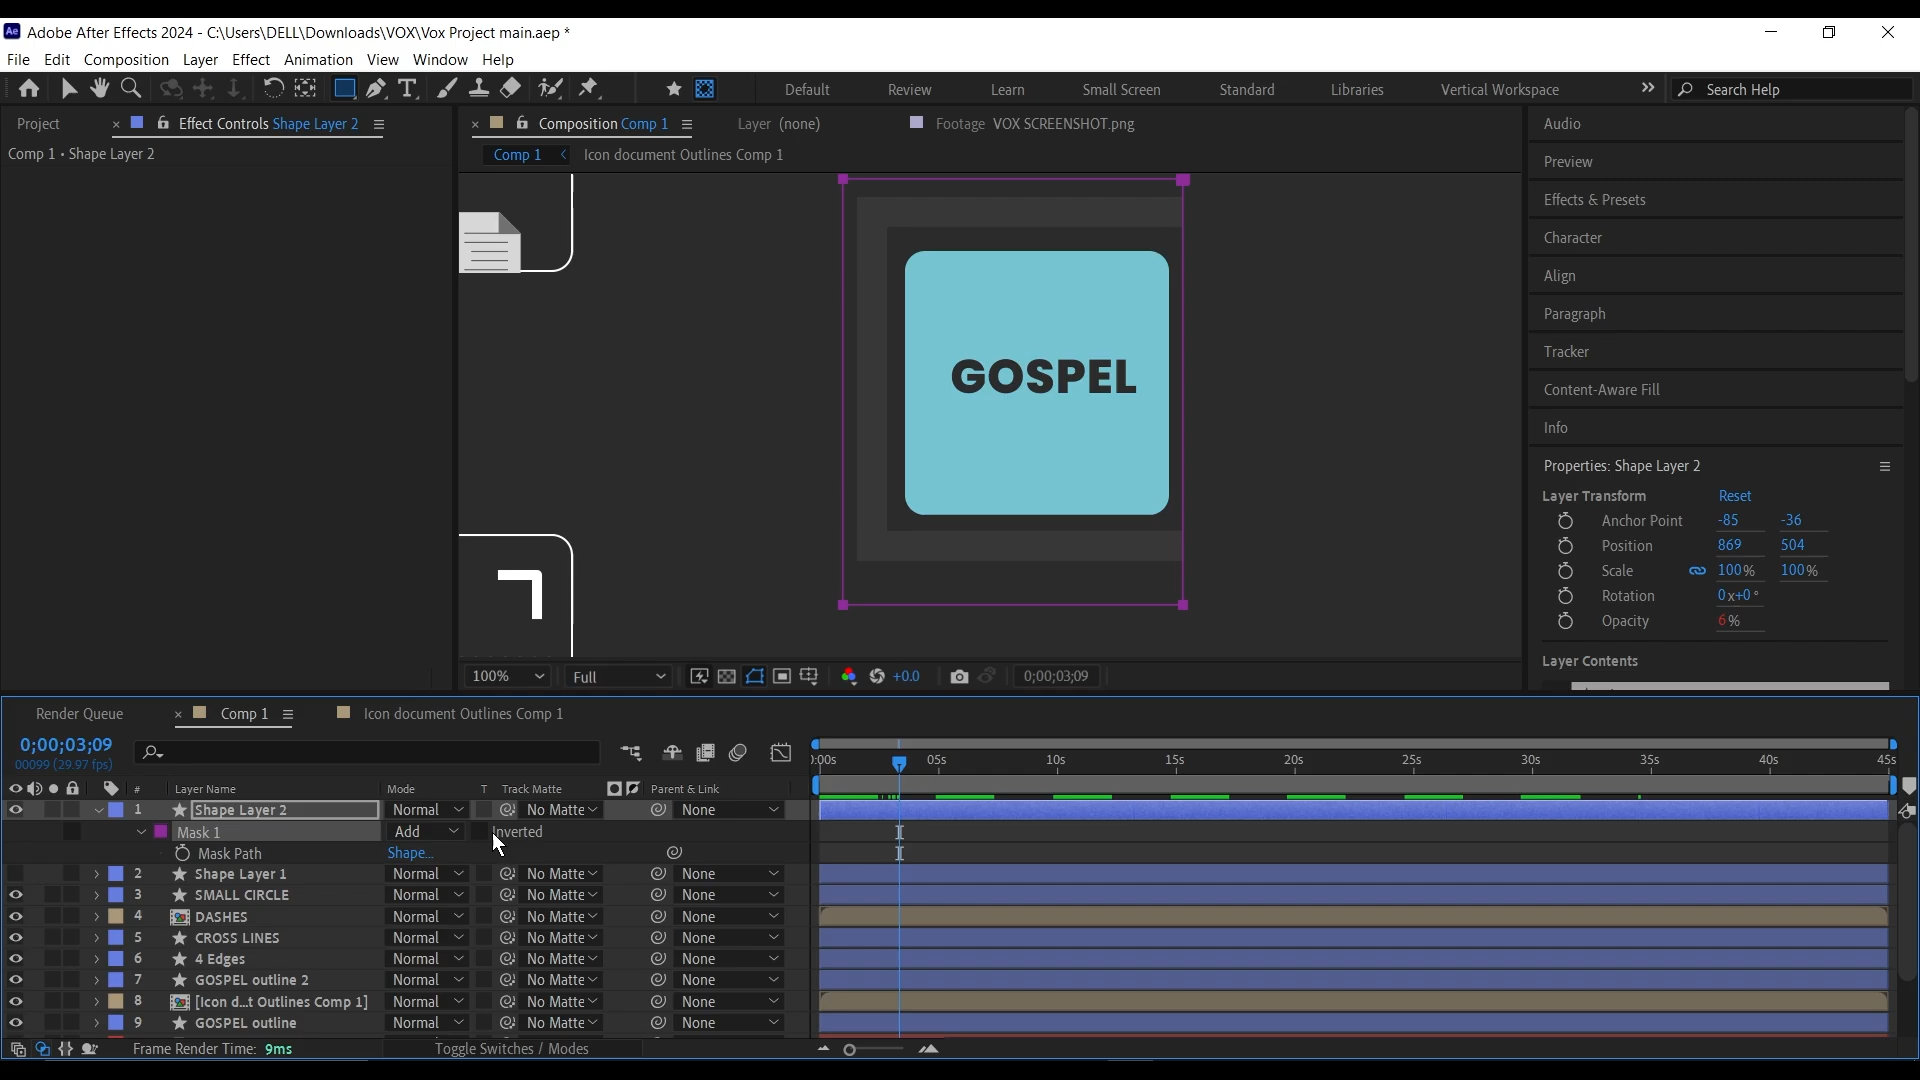 Adobe After Effects 2024 - C:\Users\DELL\Downloads\VOX\Vox Project main.aep *
File Edit Composition Layer Effect Animation View Window Help
Default Review Learn Small Screen Standard Libraries Vertical Workspace Search Help
Project Effect Controls Shape Layer 2 Composition Comp 1 Layer (none) Footage VOX SCREENSHOT.png
Comp 1 • Shape Layer 2
Comp 1 Icon document Outlines Comp 1
GOSPEL
100% Full +0.0 0;00;03;09
Audio
Preview
Effects & Presets
Character
Align
Paragraph
Tracker
Content-Aware Fill
Info
Properties: Shape Layer 2
Layer Transform Reset
Anchor Point -85 -36
Position 869 504
Scale 100% 100%
Rotation 0x+0°
Opacity 6%
Layer Contents
Render Queue Comp 1 Icon document Outlines Comp 1
0;00;03;09
00099 (29.97 fps)
):00s 05s 10s 15s 20s 25s 30s 35s 40s 45s
# Layer Name Mode T Track Matte Parent & Link
1 Shape Layer 2 Normal No Matte None
Mask 1 Add Inverted
Mask Path Shape...
2 Shape Layer 1 Normal No Matte None
3 SMALL CIRCLE Normal No Matte None
4 DASHES Normal No Matte None
5 CROSS LINES Normal No Matte None
6 4 Edges Normal No Matte None
7 GOSPEL outline 2 Normal No Matte None
8 [Icon d...t Outlines Comp 1] Normal No Matte None
9 GOSPEL outline Normal No Matte None
Frame Render Time: 9ms Toggle Switches / Modes